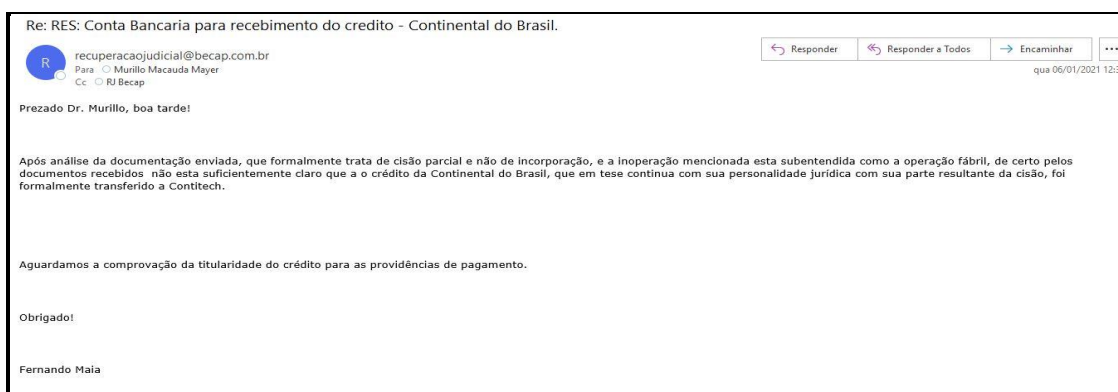 Re: RES: Conta Bancaria para recebimento do credito - Continental do Brasil.
Responder
Responder a Todos
Encaminhar
R
recuperacaojudicial@becap.com.br
Para Murillo Macauda Mayer
Cc RJ Becap
qua 06/01/2021 12:3
Prezado Dr. Murillo, boa tarde!
Após análise da documentação enviada, que formalmente trata de cisão parcial e não de incorporação, e a inoperação mencionada esta subentendida como a operação fábril, de certo pelos
documentos recebidos não esta suficientemente claro que a o crédito da Continental do Brasil, que em tese continua com sua personalidade jurídica com sua parte resultante da cisão, foi
formalmente transferido a Contitech.
Aguardamos a comprovação da titularidade do crédito para as providências de pagamento.
Obrigado!
Fernando Maia